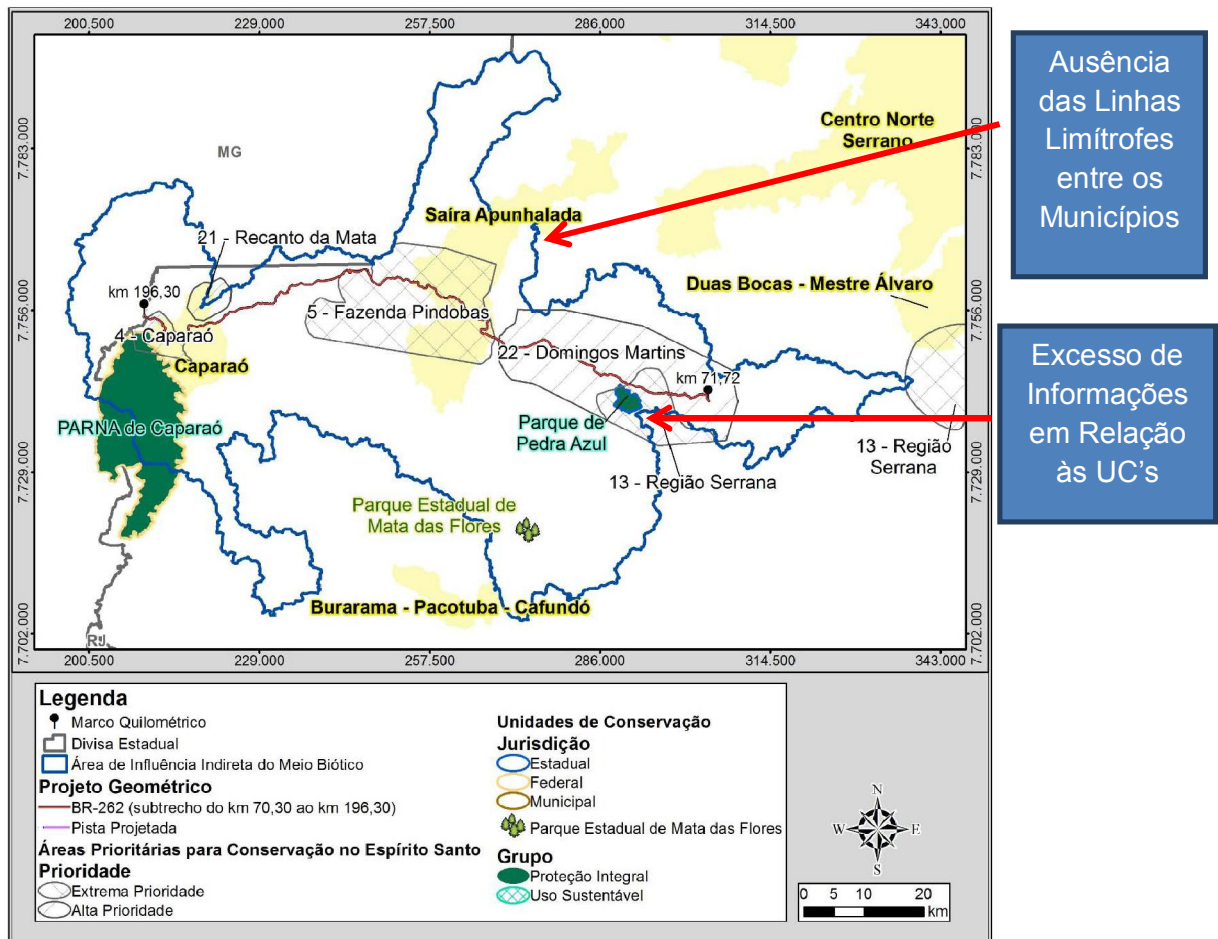 200.500 229.000 257.500 286.000 314.500 343.000
7.783.000
7.756.000
7.729.000
7.702.000
7.783.000
7.756.000
7.729.000
7.702.000
MG
Centro Norte
Serrano
Saíra Apunhalada
21 - Recanto da Mata
km 196,30
Duas Bocas - Mestre Álvaro
5 - Fazenda Pindobas
4 - Caparaó
22 - Domingos Martins
Caparaó
km 71,72
PARNA de Caparaó
Parque de
Pedra Azul
13 - Região
Serrana
13 - Região Serrana
Parque Estadual de
Mata das Flores
Burarama - Pacotuba - Cafundó
RJ
200.500 229.000 257.500 286.000 314.500 343.000
Ausência
das Linhas
Limítrofes
entre os
Municípios
Excesso de
Informações
em Relação
às UC’s
Legenda
Marco Quilométrico
Divisa Estadual
Área de Influência Indireta do Meio Biótico
Projeto Geométrico
BR-262 (subtrecho do km 70,30 ao km 196,30)
Pista Projetada
Áreas Prioritárias para Conservação no Espírito Santo
Prioridade
Extrema Prioridade
Alta Prioridade
Unidades de Conservação
Jurisdição
Estadual
Federal
Municipal
Parque Estadual de Mata das Flores
Grupo
Proteção Integral
Uso Sustentável
N
W E
S
0 5 10 20
km